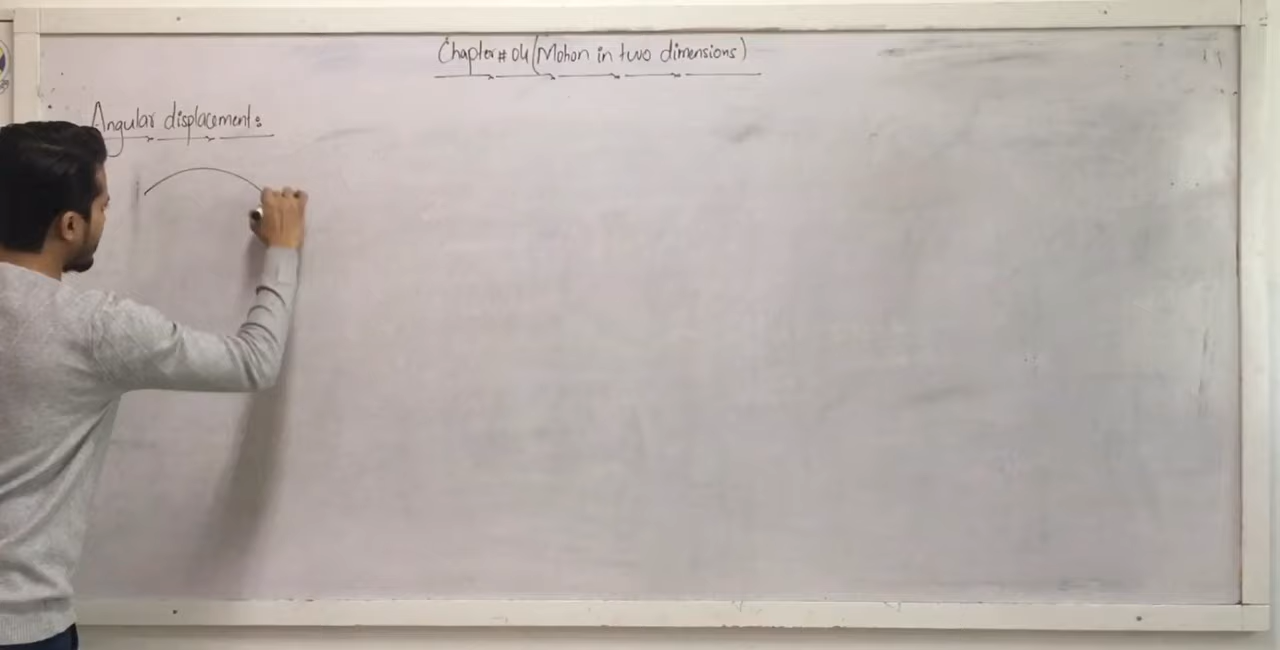 Chapter # 04 (Motion in two dimensions)
Angular displacement: